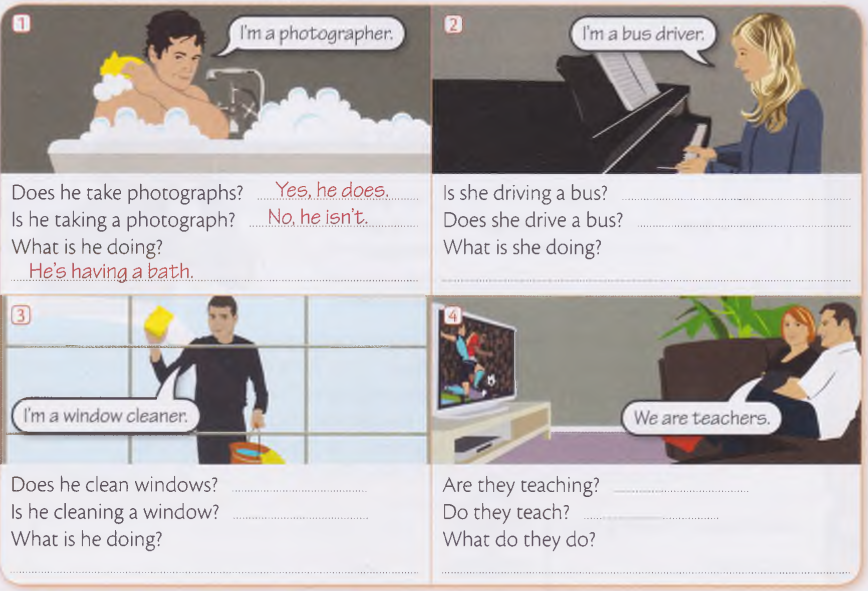 1
I'm a photographer.
Does he take photographs? Yes, he does.
Is he taking a photograph? No, he isn't.
What is he doing?
He's having a bath.
2
I'm a bus driver.
Is she driving a bus?
Does she drive a bus?
What is she doing?
3
I'm a window cleaner.
Does he clean windows?
Is he cleaning a window?
What is he doing?
4
We are teachers.
Are they teaching?
Do they teach?
What do they do?